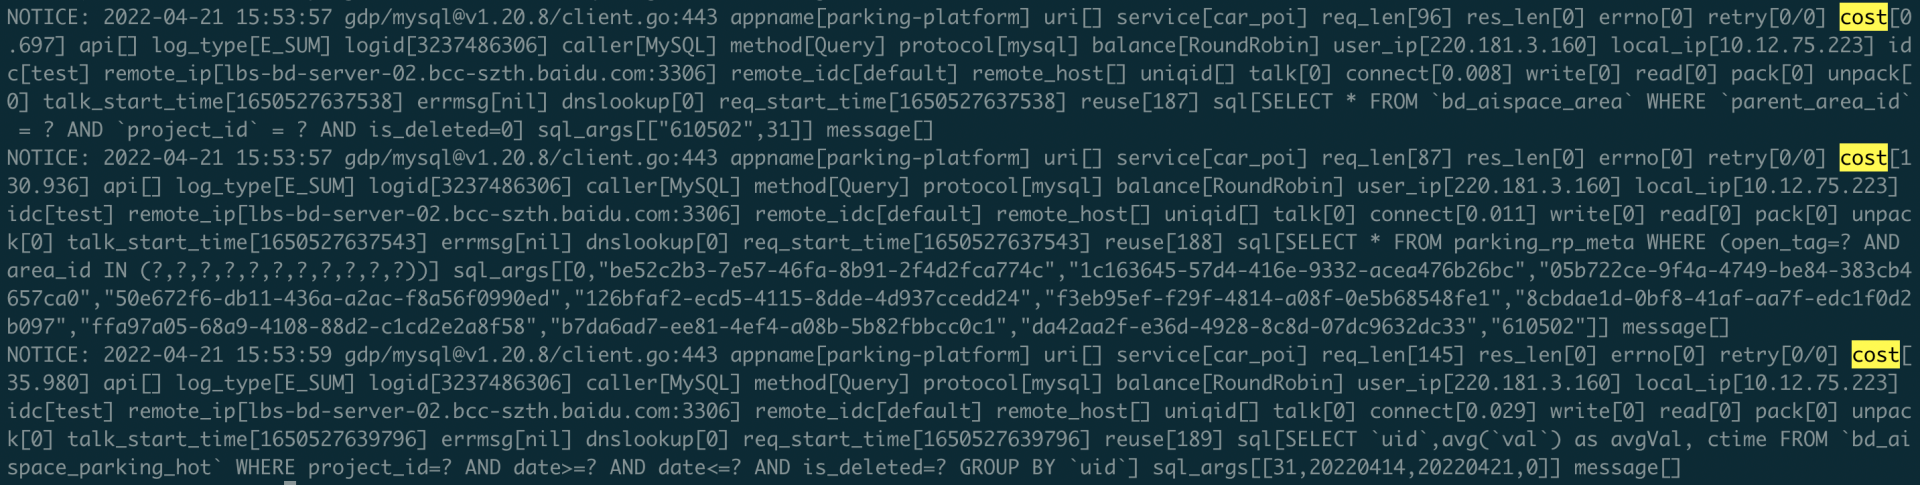 NOTICE: 2022-04-21 15:53:57 gdp/mysql@v1.20.8/client.go:443 appname[parking-platform] uri[] service[car_poi] req_len[96] res_len[0] errno[0] retry[0/0] cost[0
.697] api[] log_type[E_SUM] logid[3237486306] caller[MySQL] method[Query] protocol[mysql] balance[RoundRobin] user_ip[220.181.3.160] local_ip[10.12.75.223] id
c[test] remote_ip[lbs-bd-server-02.bcc-szth.baidu.com:3306] remote_idc[default] remote_host[] uniqid[] talk[0] connect[0.008] write[0] read[0] pack[0] unpack[
0] talk_start_time[1650527637538] errmsg[nil] dnslookup[0] req_start_time[1650527637538] reuse[187] sql[SELECT * FROM `bd_aispace_area` WHERE `parent_area_id`
 = ? AND `project_id` = ? AND is_deleted=0] sql_args[["610502",31]] message[]
NOTICE: 2022-04-21 15:53:57 gdp/mysql@v1.20.8/client.go:443 appname[parking-platform] uri[] service[car_poi] req_len[87] res_len[0] errno[0] retry[0/0] cost[1
30.936] api[] log_type[E_SUM] logid[3237486306] caller[MySQL] method[Query] protocol[mysql] balance[RoundRobin] user_ip[220.181.3.160] local_ip[10.12.75.223]
idc[test] remote_ip[lbs-bd-server-02.bcc-szth.baidu.com:3306] remote_idc[default] remote_host[] uniqid[] talk[0] connect[0.011] write[0] read[0] pack[0] unpac
k[0] talk_start_time[1650527637543] errmsg[nil] dnslookup[0] req_start_time[1650527637543] reuse[188] sql[SELECT * FROM parking_rp_meta WHERE (open_tag=? AND
area_id IN (?,?,?,?,?,?,?,?,?,?,?))] sql_args[[0,"be52c2b3-7e57-46fa-8b91-2f4d2fca774c","1c163645-57d4-416e-9332-acea476b26bc","05b722ce-9f4a-4749-be84-383cb4
657ca0","50e672f6-db11-436a-a2ac-f8a56f0990ed","126bfaf2-ecd5-4115-8dde-4d937ccedd24","f3eb95ef-f29f-4814-a08f-0e5b68548fe1","8cbdae1d-0bf8-41af-aa7f-edc1f0d2
b097","ffa97a05-68a9-4108-88d2-c1cd2e2a8f58","b7da6ad7-ee81-4ef4-a08b-5b82fbbcc0c1","da42aa2f-e36d-4928-8c8d-07dc9632dc33","610502"]] message[]
NOTICE: 2022-04-21 15:53:59 gdp/mysql@v1.20.8/client.go:443 appname[parking-platform] uri[] service[car_poi] req_len[145] res_len[0] errno[0] retry[0/0] cost[
35.980] api[] log_type[E_SUM] logid[3237486306] caller[MySQL] method[Query] protocol[mysql] balance[RoundRobin] user_ip[220.181.3.160] local_ip[10.12.75.223]
idc[test] remote_ip[lbs-bd-server-02.bcc-szth.baidu.com:3306] remote_idc[default] remote_host[] uniqid[] talk[0] connect[0.029] write[0] read[0] pack[0] unpac
k[0] talk_start_time[1650527639796] errmsg[nil] dnslookup[0] req_start_time[1650527639796] reuse[189] sql[SELECT `uid`,avg(`val`) as avgVal, ctime FROM `bd_ai
space_parking_hot` WHERE project_id=? AND date>=? AND date<=? AND is_deleted=? GROUP BY `uid`] sql_args[[31,20220414,20220421,0]] message[]